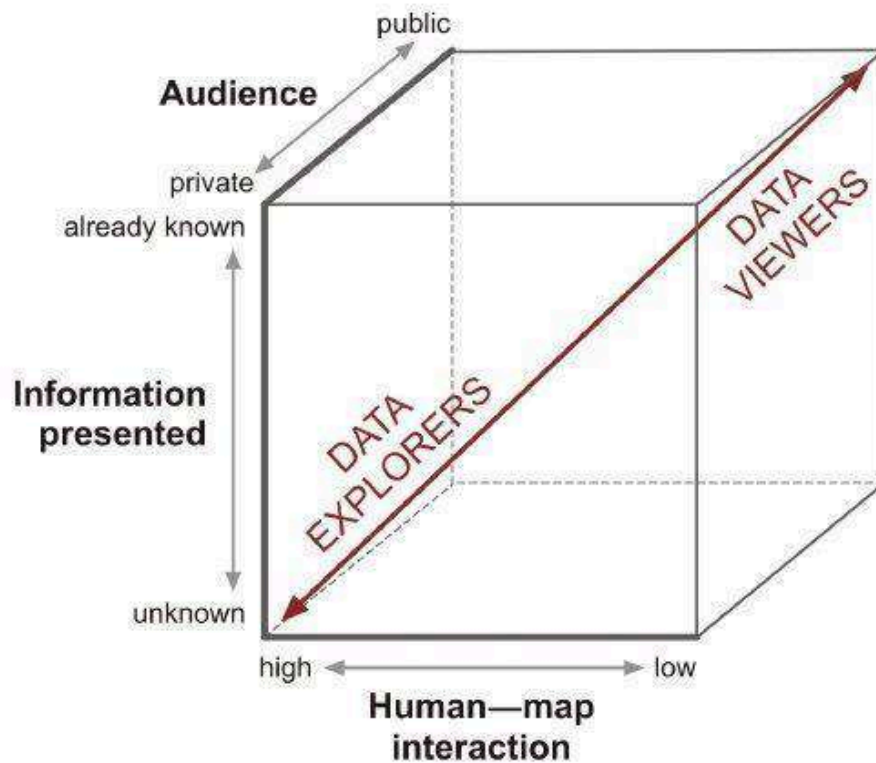 public
Audience
private
already known
Information
presented
unknown
DATA
VIEWERS
DATA
EXPLORERS
high
low
Human—map
interaction